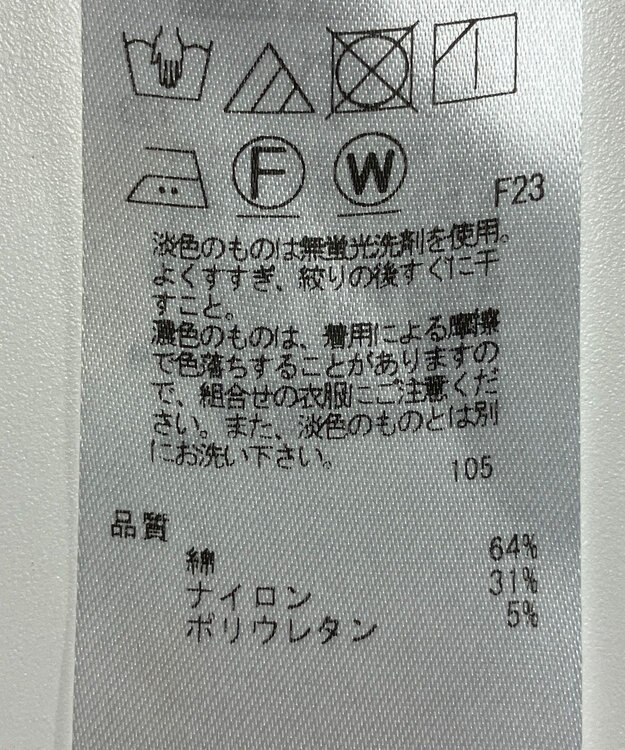 F W
F23
淡色のものは無蛍光洗剤を使用。
よくすすぎ、絞りの後すぐに干
すこと。
濃色のものは、着用による摩擦
で色落ちすることがありますの
で、組合せの衣服にご注意くだ
さい。また、淡色のものとは別
にお洗い下さい。
105
品質
綿 64%
ナイロン 31%
ポリウレタン 5%